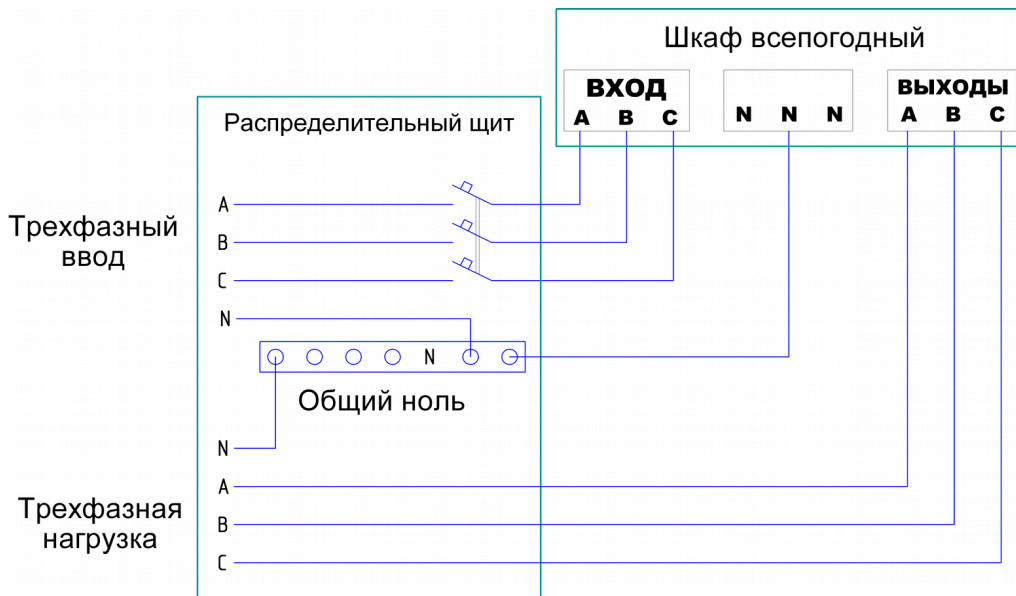 Шкаф всепогодный
ВХОД
A B C
N N N
ВЫХОДЫ
A B C
Распределительный щит
Трехфазный
ввод
A
B
C
N
N
Общий ноль
Трехфазная
нагрузка
N
A
B
C